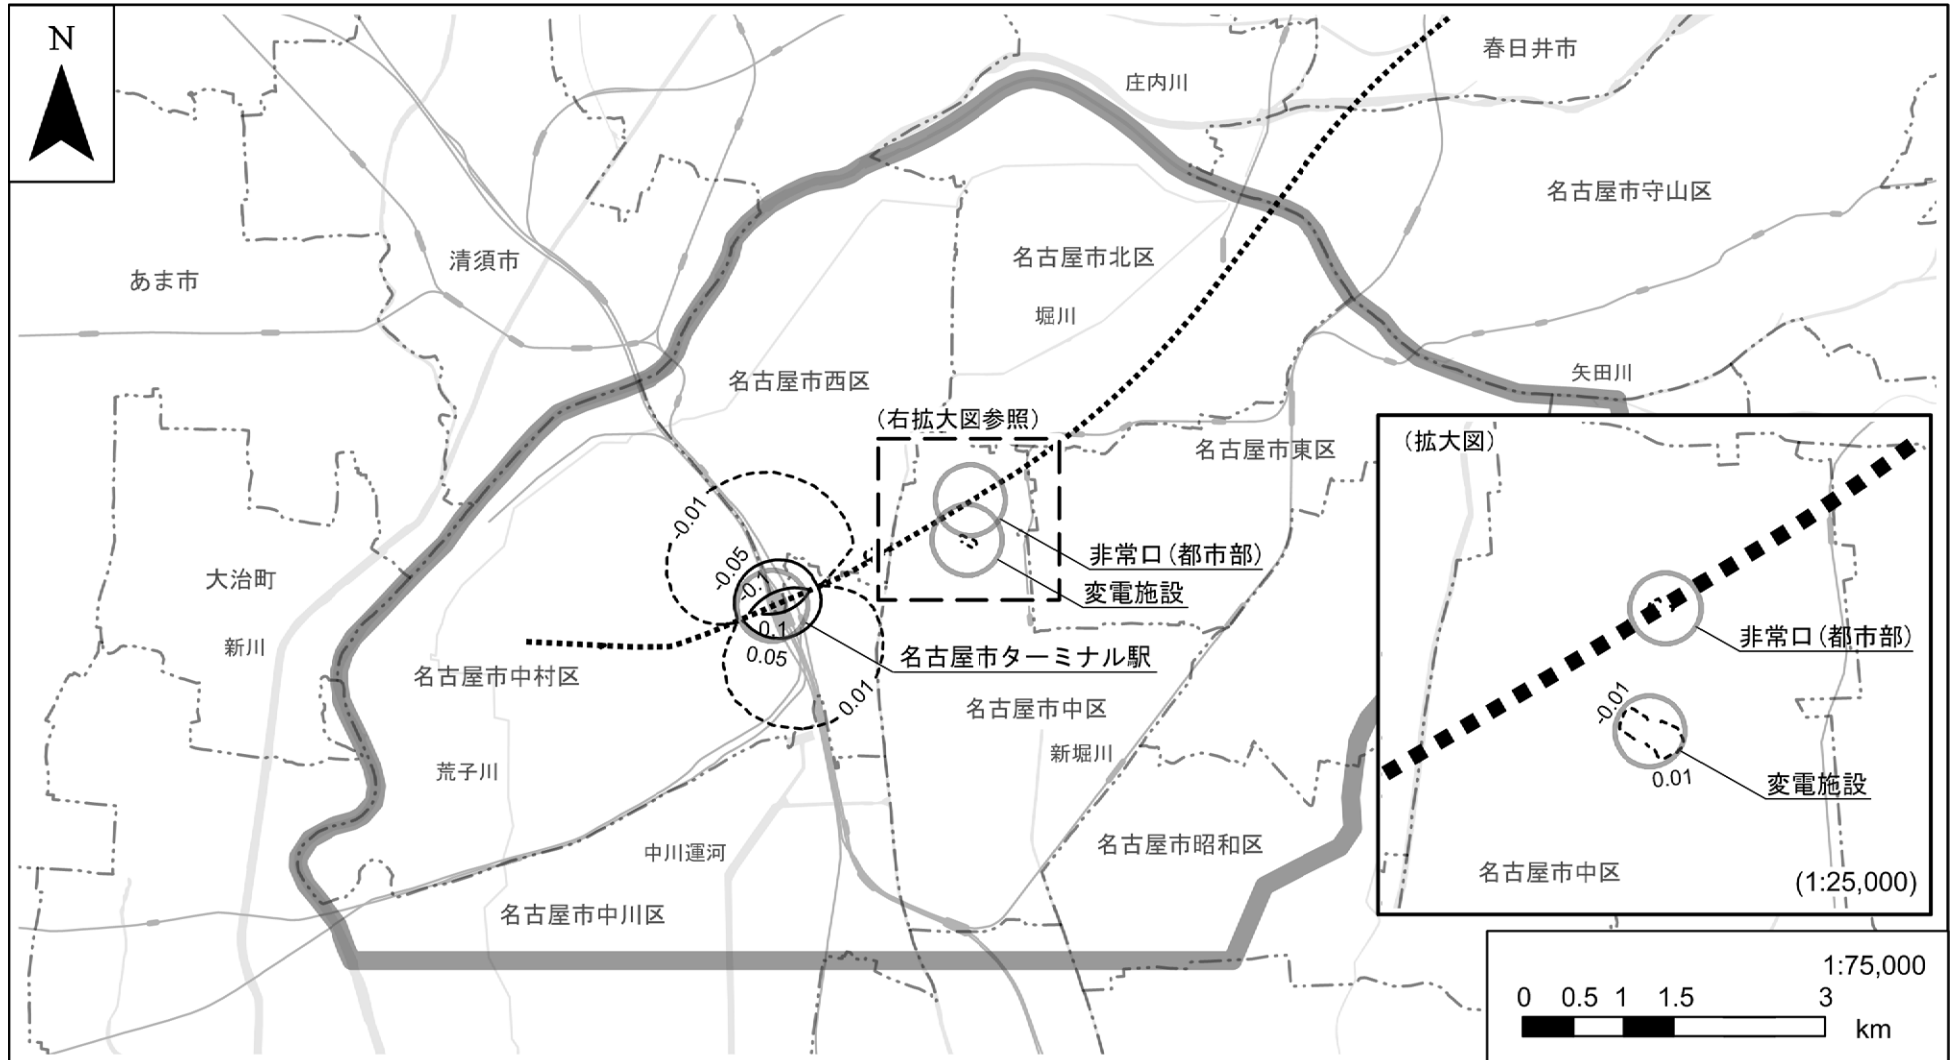 N
春日井市
庄内川
名古屋市守山区
名古屋市北区
清須市
あま市
堀川
名古屋市西区
矢田川
(右拡大図参照)
名古屋市東区
(拡大図)
-0.01
-0.05
-0.1
0.1
0.05
0.01
非常口(都市部)
変電施設
大治町
新川
名古屋市中村区
名古屋市ターミナル駅
名古屋市中区
新堀川
荒子川
中川運河
名古屋市昭和区
名古屋市中川区
非常口(都市部)
-0.01
0.01
変電施設
名古屋市中区
(1:25,000)
1:75,000
0 0.5 1 1.5 3
km